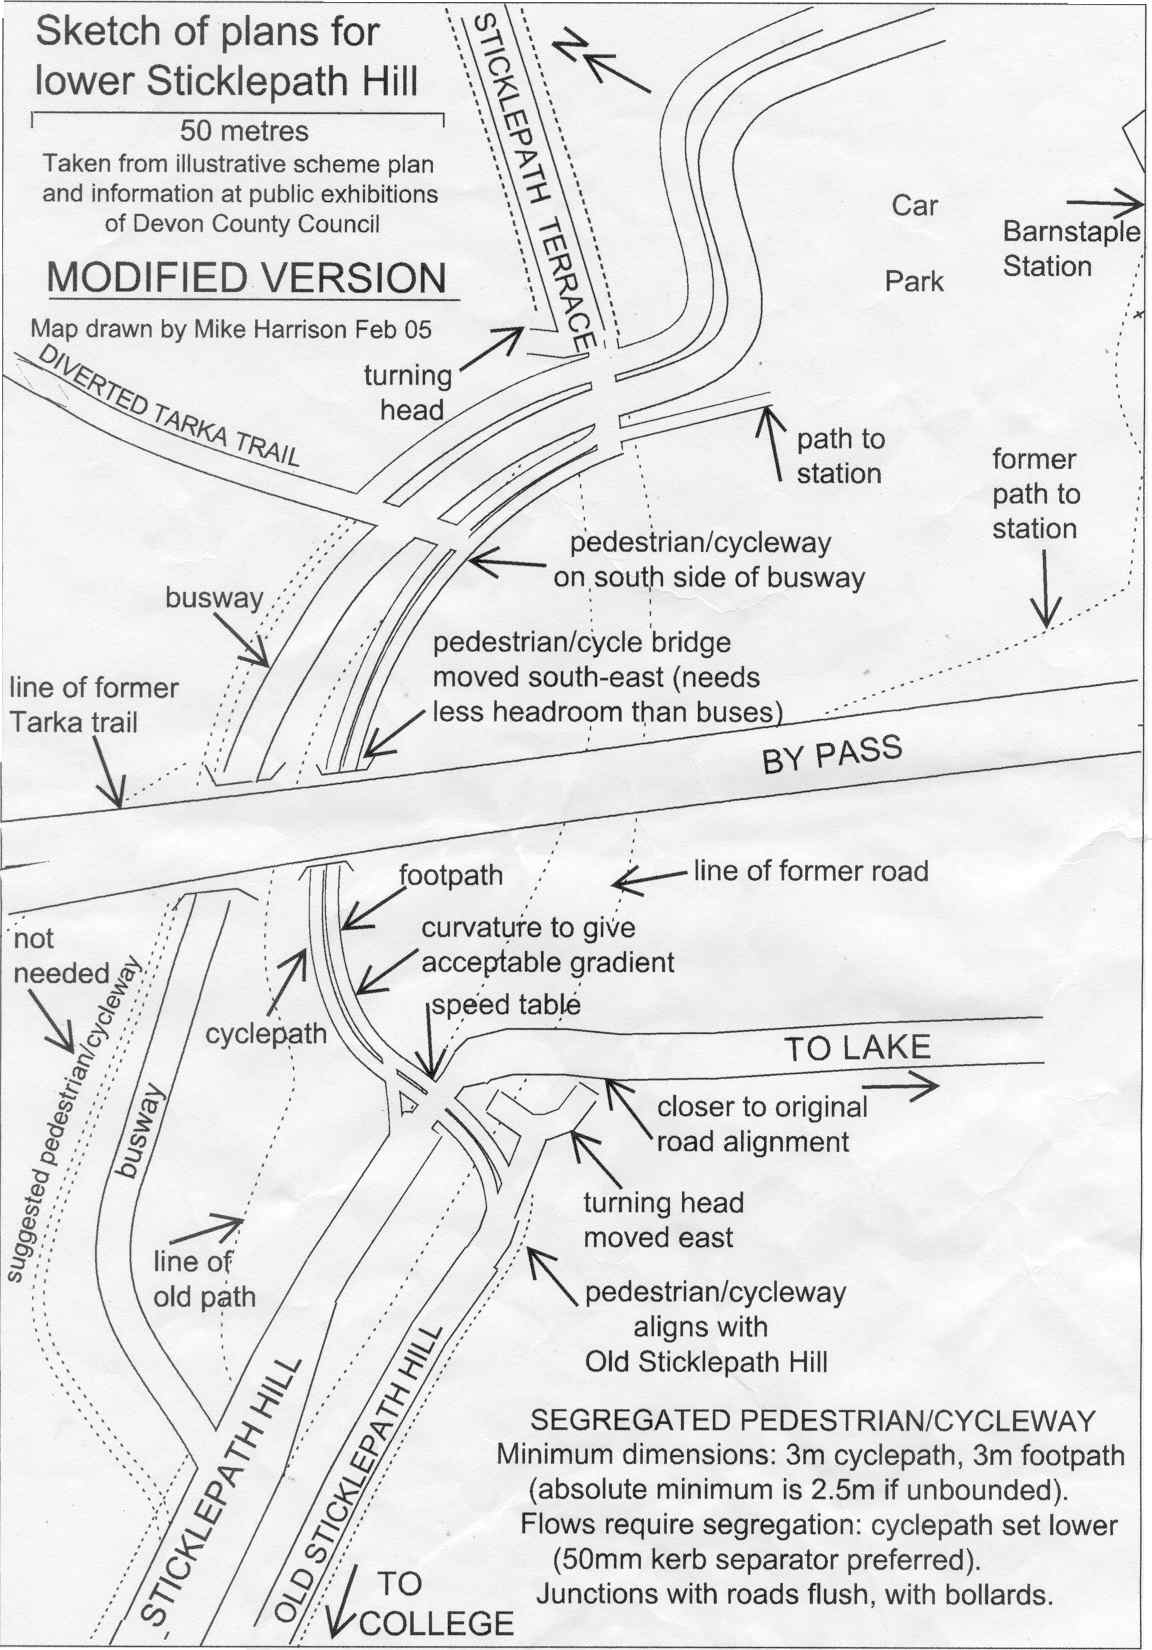 Sketch of plans for
lower Sticklepath Hill
50 metres
Taken from illustrative scheme plan
and information at public exhibitions
of Devon County Council
MODIFIED VERSION
Map drawn by Mike Harrison Feb 05
STICKLEPATH TERRACE
N
Car
Park
Barnstaple
Station
turning
head
DIVERTED TARKA TRAIL
path to
station
former
path to
station
pedestrian/cycleway
on south side of busway
busway
pedestrian/cycle bridge
moved south-east (needs
less headroom than buses)
line of former
Tarka trail
BY PASS
footpath
line of former road
not
needed
curvature to give
acceptable gradient
speed table
cyclepath
suggested pedestrian/cycleway
busway
TO LAKE
closer to original
road alignment
turning head
moved east
line of
old path
pedestrian/cycleway
aligns with
Old Sticklepath Hill
STICKLEPATH HILL
OLD STICKLEPATH HILL
SEGREGATED PEDESTRIAN/CYCLEWAY
Minimum dimensions: 3m cyclepath, 3m footpath
(absolute minimum is 2.5m if unbounded).
Flows require segregation: cyclepath set lower
(50mm kerb separator preferred).
Junctions with roads flush, with bollards.
TO
COLLEGE